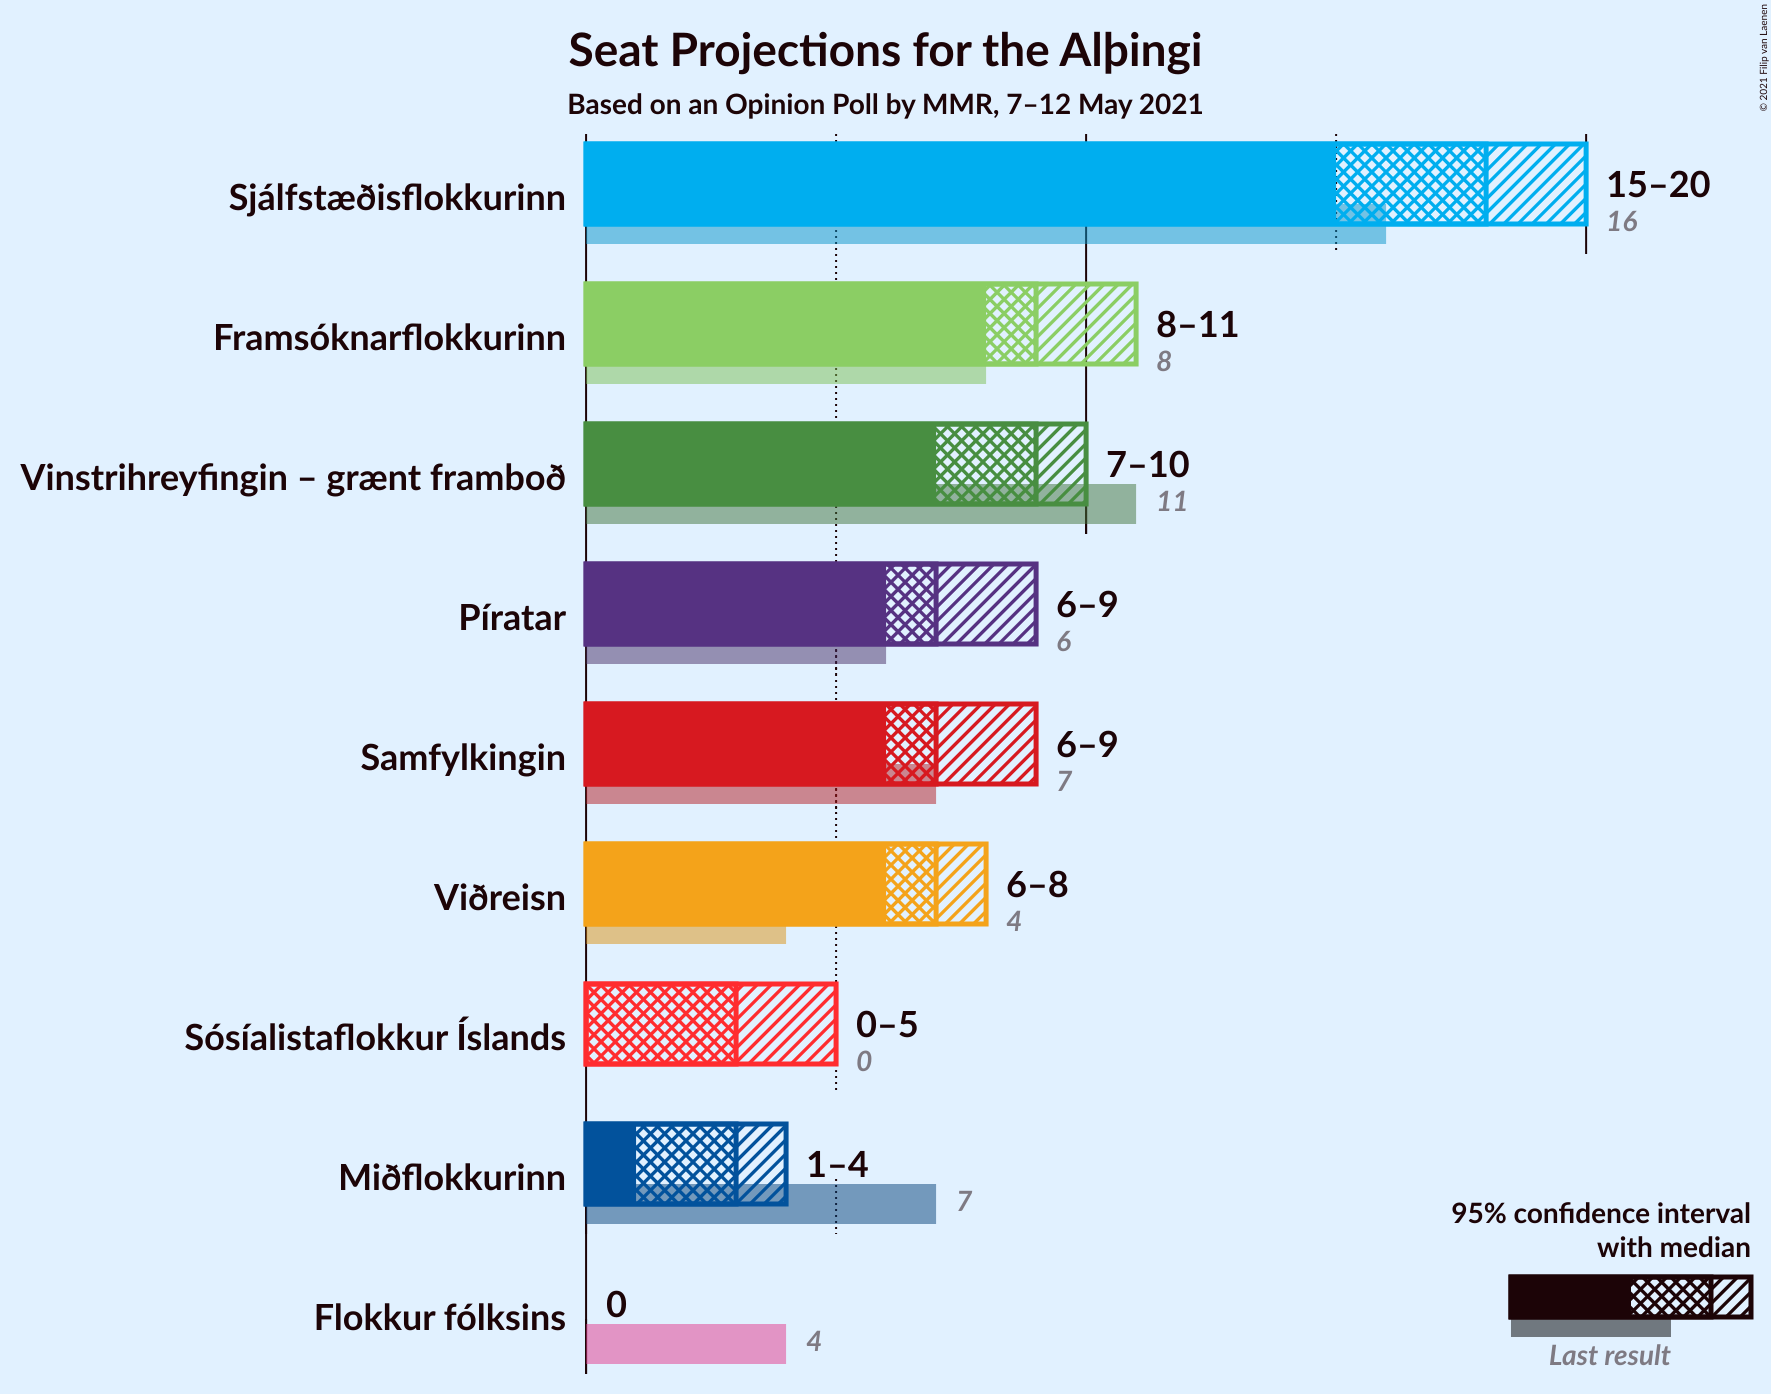 Seat Projections for the Alþingi
Based on an Opinion Poll by MMR, 7–12 May 2021
© 2021 Filip van Laenen
Sjálfstæðisflokkurinn
15–20
16
Framsóknarflokkurinn
8–11
8
Vinstrihreyfingin – grænt framboð
7–10
11
Píratar
6–9
6
Samfylkingin
6–9
7
Viðreisn
6–8
4
Sósíalistaflokkur Íslands
0–5
0
Miðflokkurinn
1–4
7
Flokkur fólksins
0
4
95% confidence interval
with median
Last result